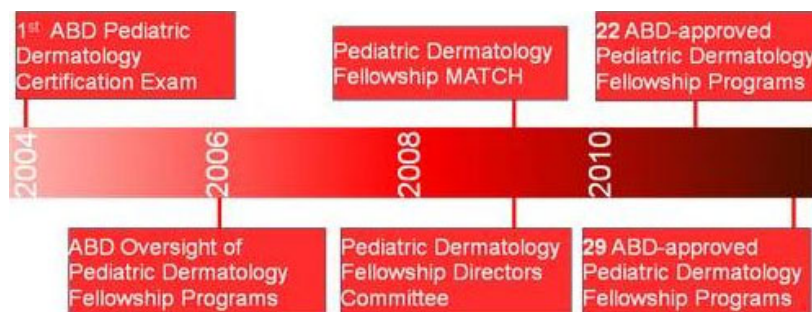 1st ABD Pediatric
Dermatology
Certification Exam
Pediatric Dermatology
Fellowship MATCH
22 ABD-approved
Pediatric Dermatology
Fellowship Programs
2004
2006
2008
2010
ABD Oversight of
Pediatric Dermatology
Fellowship Programs
Pediatric Dermatology
Fellowship Directors
Committee
29 ABD-approved
Pediatric Dermatology
Fellowship Programs